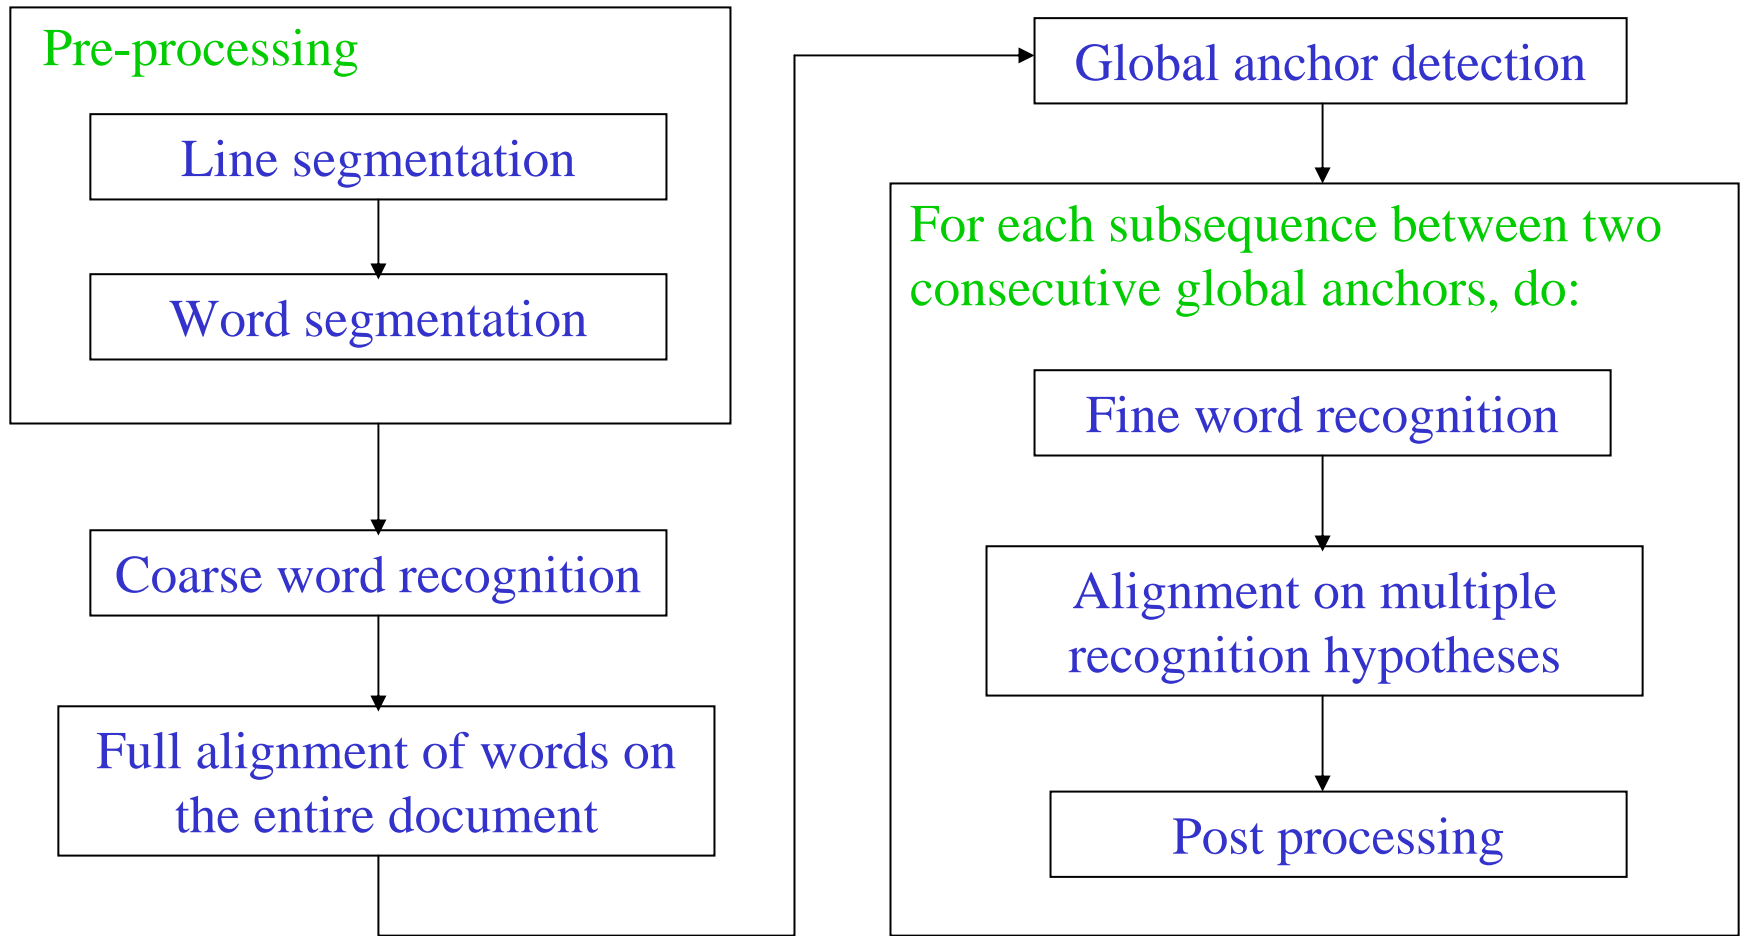 Pre-processing
Line segmentation
Word segmentation
Coarse word recognition
Full alignment of words on
the entire document
Global anchor detection
For each subsequence between two
consecutive global anchors, do:
Fine word recognition
Alignment on multiple
recognition hypotheses
Post processing